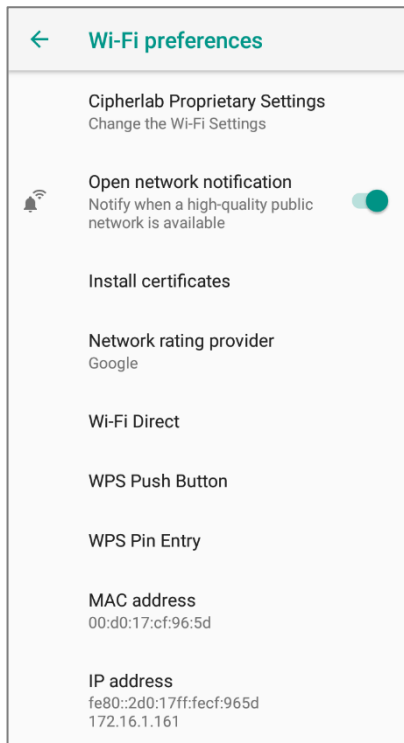 Wi-Fi preferences
Cipherlab Proprietary Settings
Change the Wi-Fi Settings
Open network notification
Notify when a high-quality public
network is available
Install certificates
Network rating provider
Google
Wi-Fi Direct
WPS Push Button
WPS Pin Entry
MAC address
00:d0:17:cf:96:5d
IP address
fe80::2d0:17ff:fecf:965d
172.16.1.161